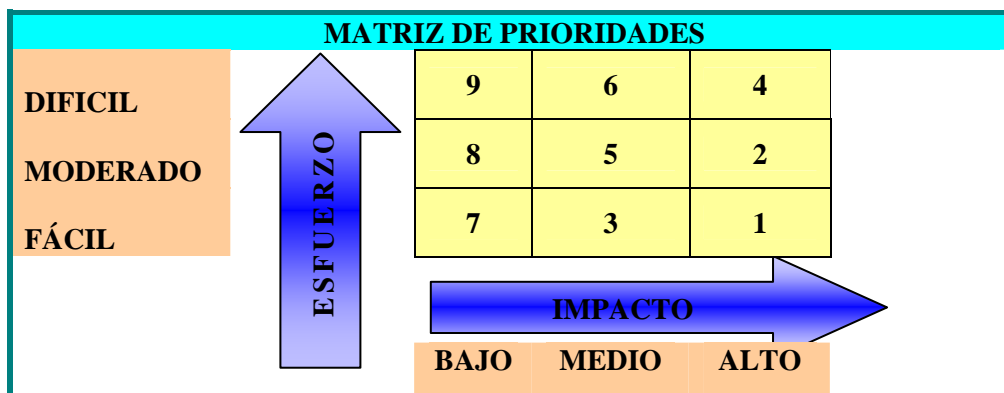 MATRIZ DE PRIORIDADES
DIFICIL
9 6 4
MODERADO
8 5 2
FÁCIL
7 3 1
ESFUERZO
IMPACTO
BAJO MEDIO ALTO